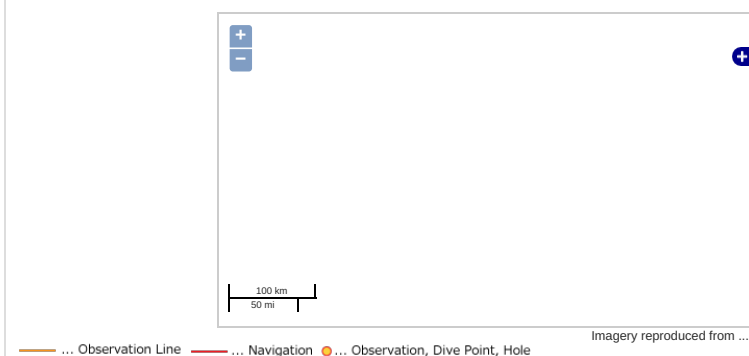 +
−
+
100 km
50 mi
Imagery reproduced from ...
... Observation Line ... Navigation ... Observation, Dive Point, Hole